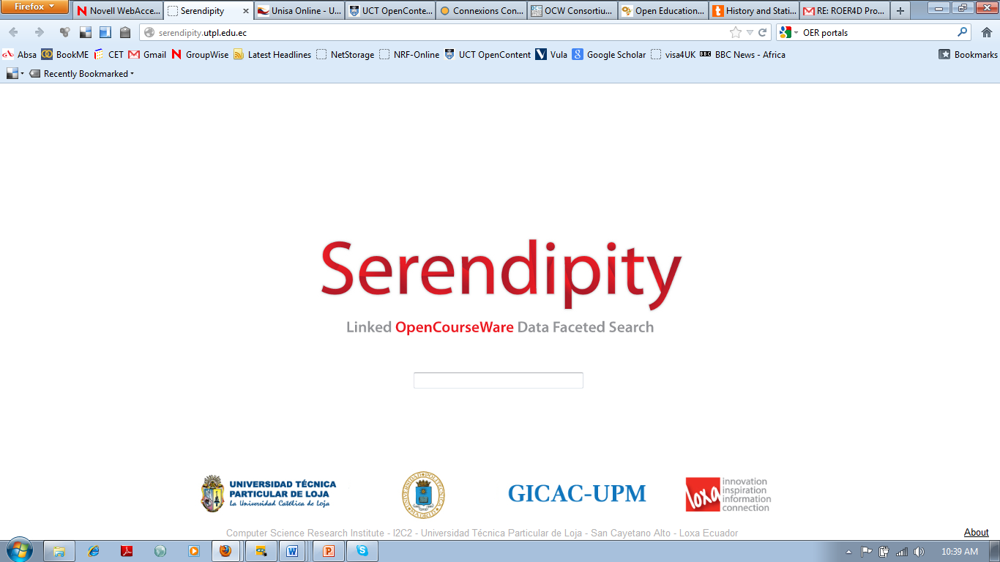 Firefox
Novell WebAcce...
Serendipity
Unisa Online - U...
UCT OpenConte...
Connexions Con...
OCW Consortiu...
Open Education...
History and Stati...
RE: ROER4D Pro...
serendipity.utpl.edu.ec
OER portals
Absa
BookME
CET
Gmail
GroupWise
Latest Headlines
NetStorage
NRF-Online
UCT OpenContent
Vula
Google Scholar
visa4UK
BBC News - Africa
Bookmarks
Recently Bookmarked
Serendipity
Linked OpenCourseWare Data Faceted Search
UNIVERSIDAD TÉCNICA
PARTICULAR DE LOJA
La Universidad Católica de Loja
GICAC-UPM
loxa
innovation
inspiration
information
connection
Computer Science Research Institute - I2C2 - Universidad Técnica Particular de Loja - San Cayetano Alto - Loxa Ecuador
About
10:39 AM